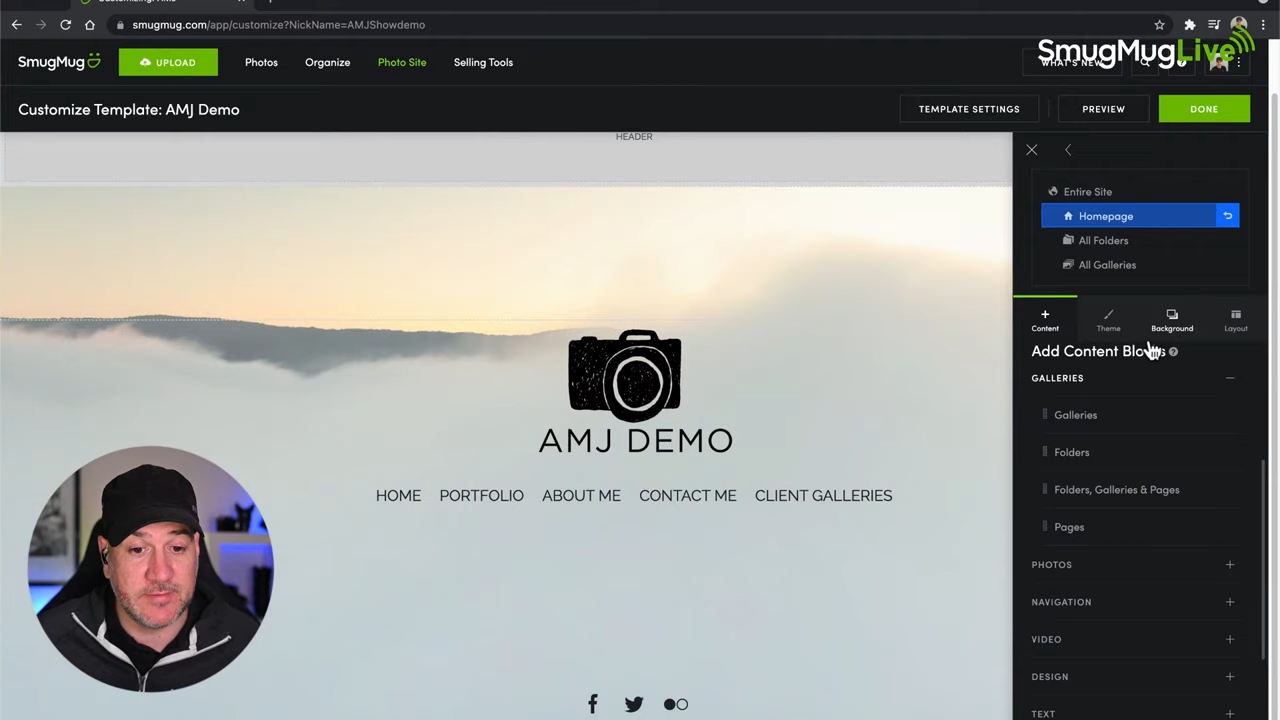 smugmug.com/app/customize?NickName=AMJShowdemo
SmugMug
UPLOAD
Photos
Organize
Photo Site
Selling Tools
WHAT'S NEW
SmugMugLive
Customize Template: AMJ Demo
TEMPLATE SETTINGS
PREVIEW
DONE
HEADER
Entire Site
Homepage
All Folders
All Galleries
Content
Theme
Background
Layout
Add Content Blocks
GALLERIES
Galleries
Folders
Folders, Galleries & Pages
Pages
PHOTOS
NAVIGATION
VIDEO
DESIGN
TEXT
AMJ DEMO
HOME PORTFOLIO ABOUT ME CONTACT ME CLIENT GALLERIES